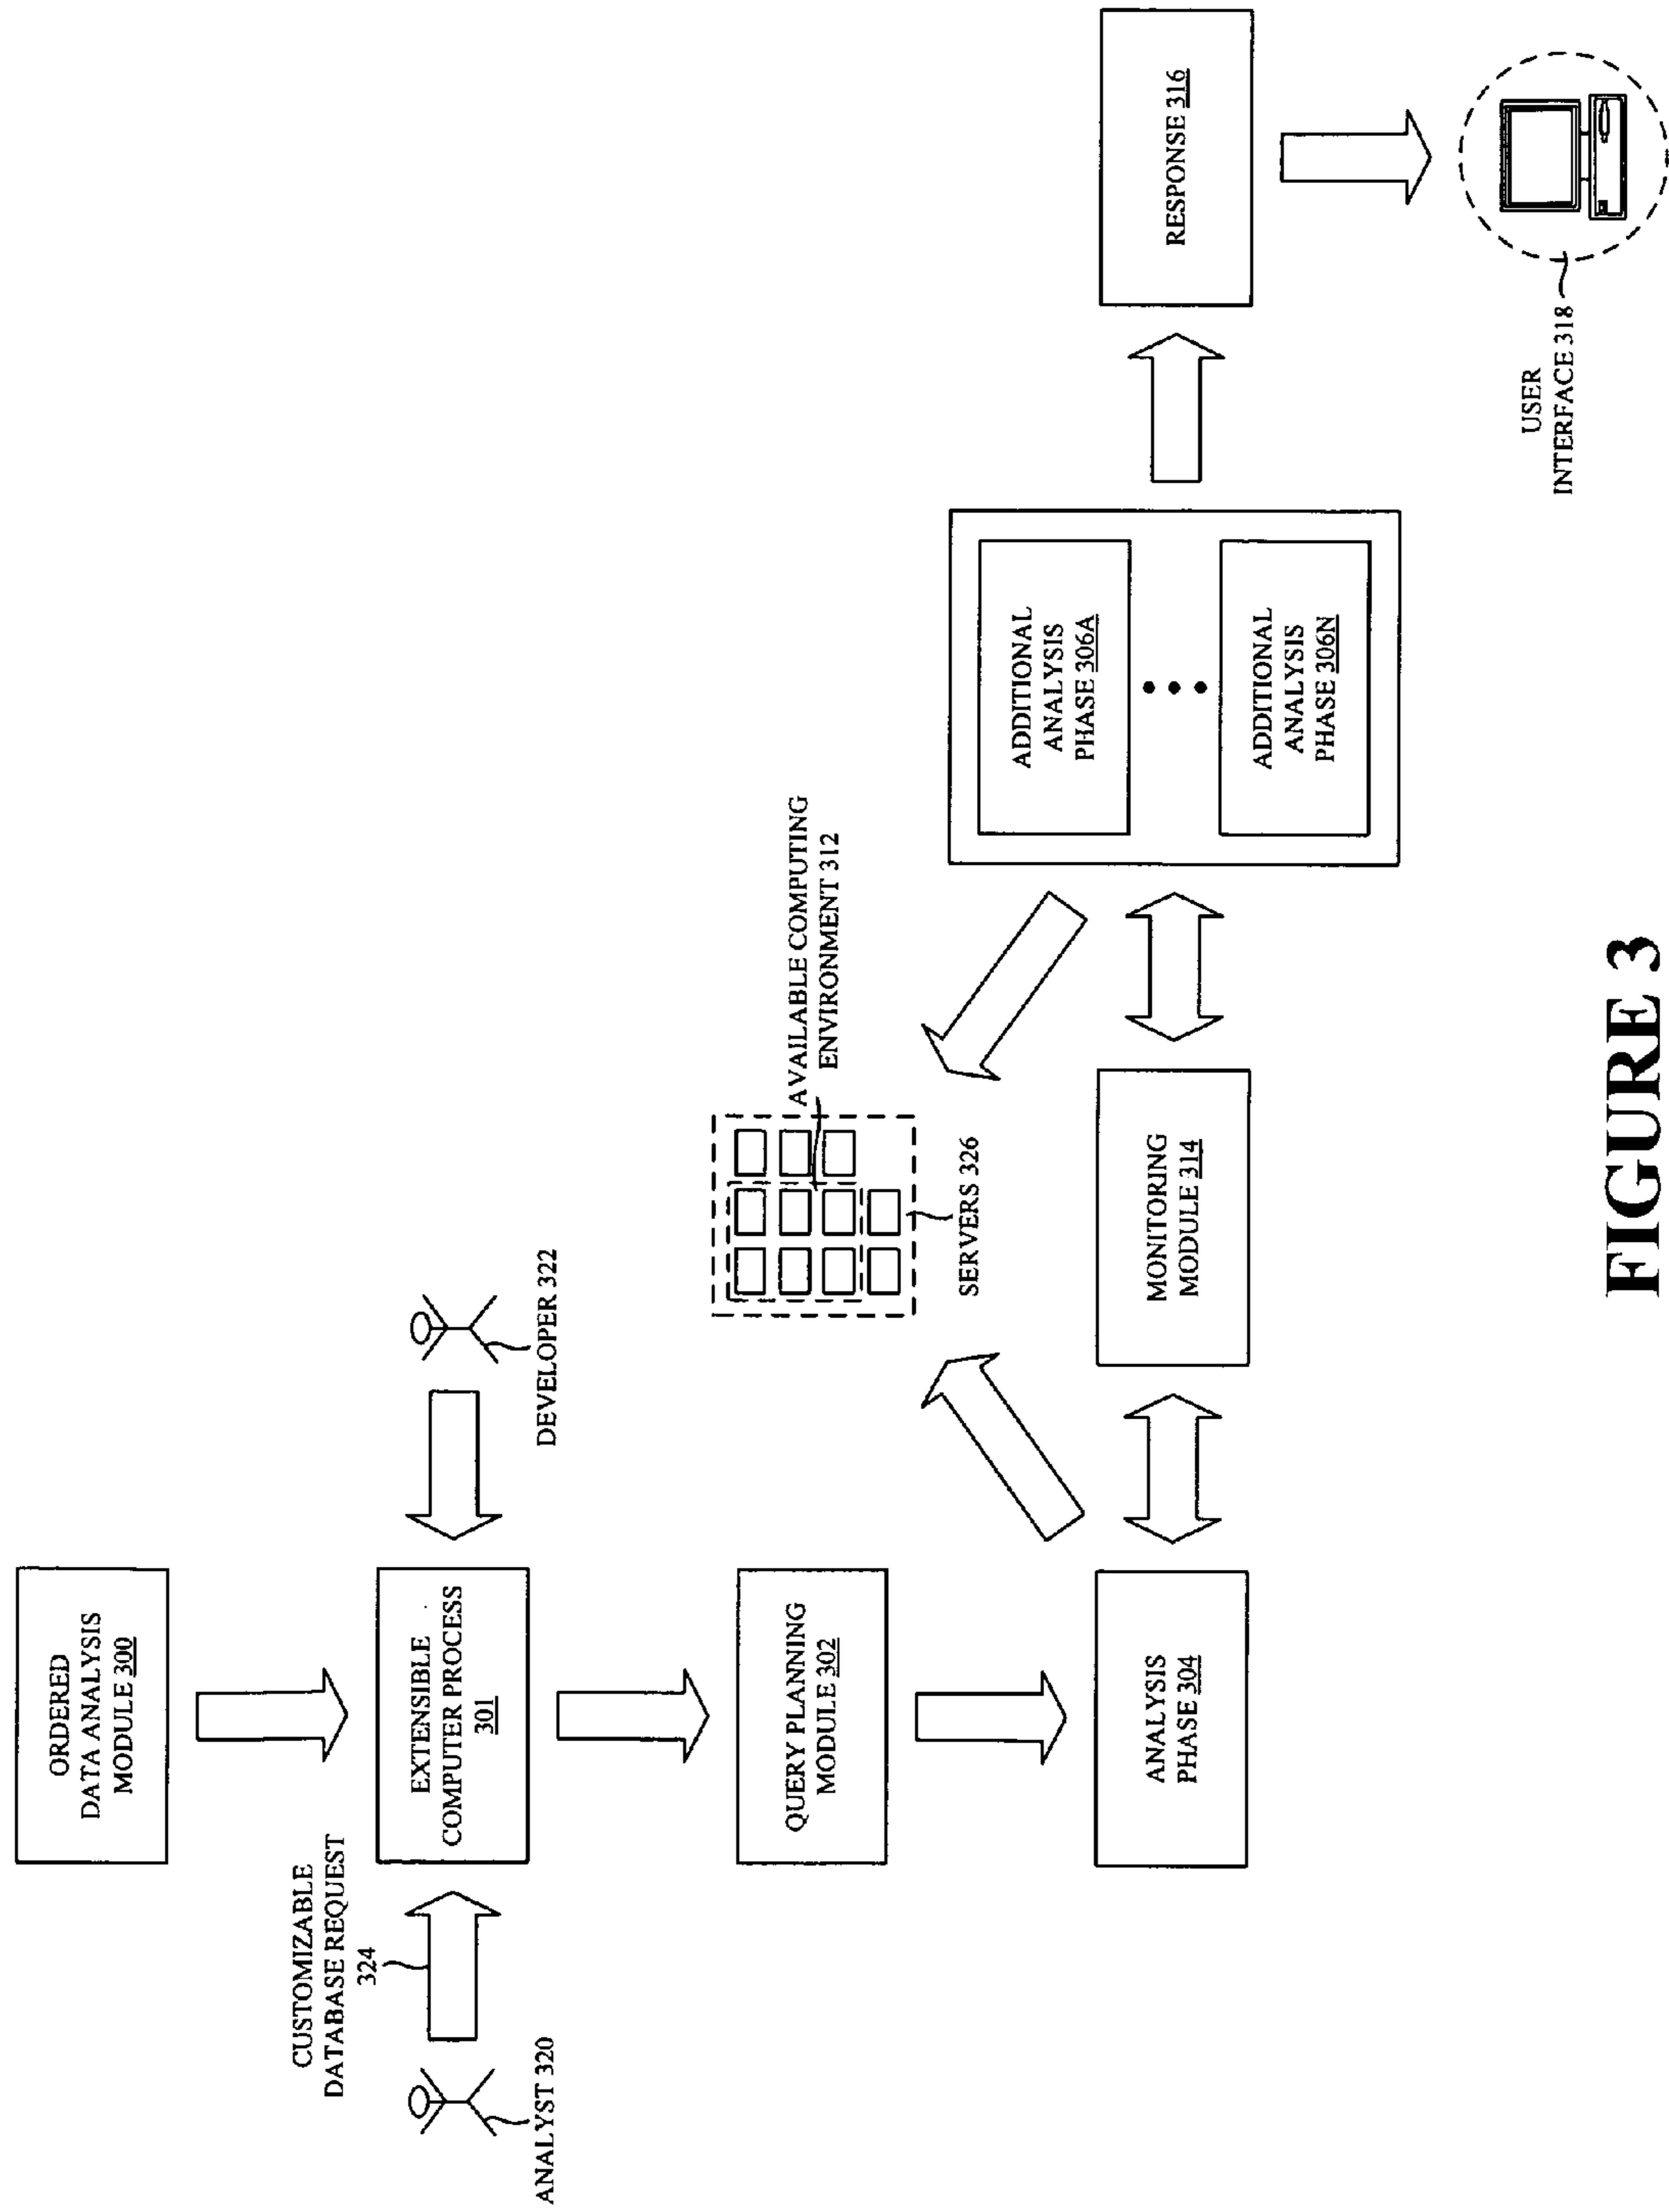 ORDERED
DATA ANALYSIS
MODULE 300
CUSTOMIZABLE
DATABASE REQUEST
324
EXTENSIBLE
COMPUTER PROCESS
301
ANALYST 320
DEVELOPER 322
QUERY PLANNING
MODULE 302
AVAILABLE COMPUTING
ENVIRONMENT 312
SERVERS 326
ANALYSIS
PHASE 304
MONITORING
MODULE 314
ADDITIONAL
ANALYSIS
PHASE 306A
ADDITIONAL
ANALYSIS
PHASE 306N
RESPONSE 316
USER
INTERFACE 318
FIGURE 3